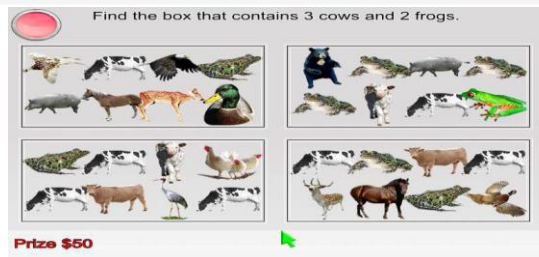 Find the box that contains 3 cows and 2 frogs.
Prize $50